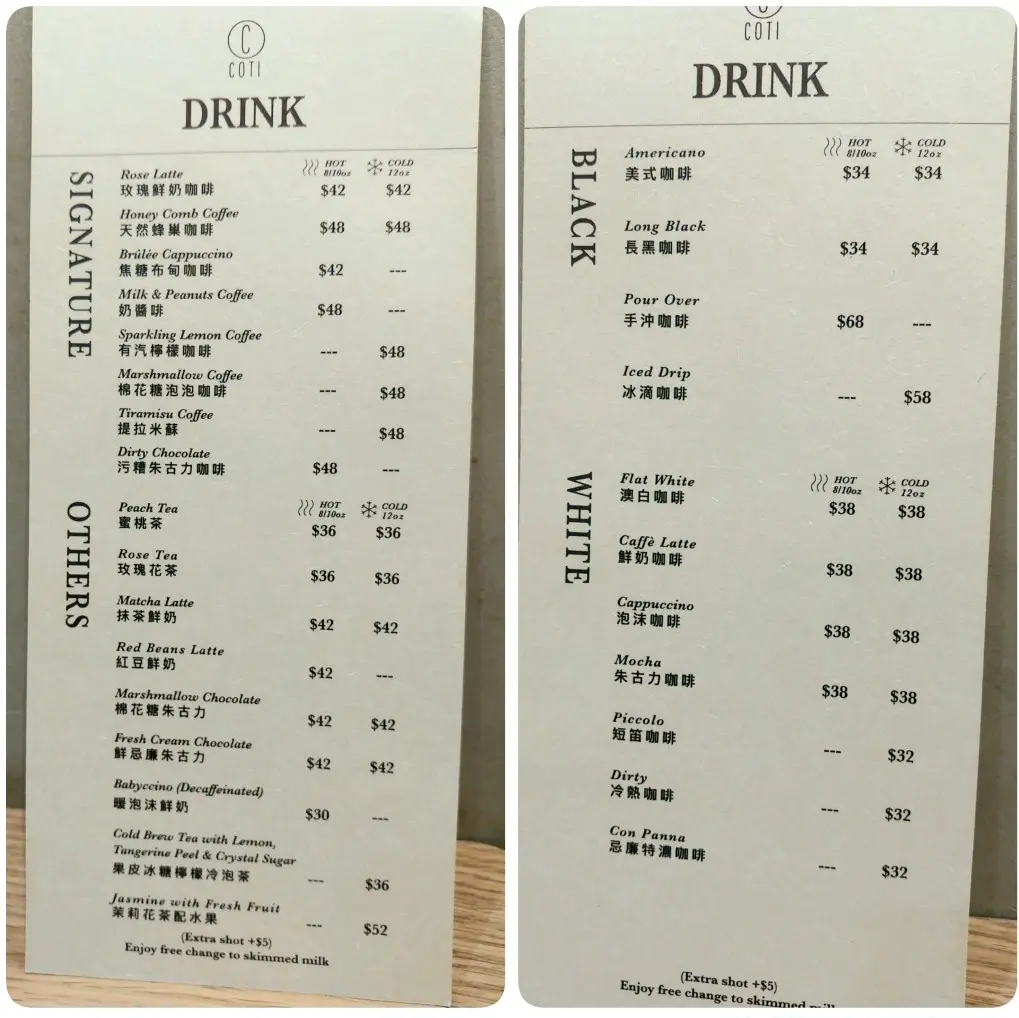 C
COTI
DRINK
SIGNATURE
HOT COLD
8/10oz 12oz
Rose Latte
玫瑰鮮奶咖啡 $42 $42
Honey Comb Coffee
天然蜂巢咖啡 $48 $48
Brûlée Cappuccino
焦糖布甸咖啡 $42 ---
Milk & Peanuts Coffee
奶醬啡 $48 ---
Sparkling Lemon Coffee
有汽檸檬咖啡 --- $48
Marshmallow Coffee
棉花糖泡泡咖啡 --- $48
Tiramisu Coffee
提拉米蘇 --- $48
Dirty Chocolate
污糟朱古力咖啡 $48 ---
OTHERS
HOT COLD
8/10oz 12oz
Peach Tea
蜜桃茶 $36 $36
Rose Tea
玫瑰花茶 $36 $36
Matcha Latte
抹茶鮮奶 $42 $42
Red Beans Latte
紅豆鮮奶 $42 ---
Marshmallow Chocolate
棉花糖朱古力 $42 $42
Fresh Cream Chocolate
鮮忌廉朱古力 $42 $42
Babyccino (Decaffeinated)
暖泡沫鮮奶 $30 ---
Cold Brew Tea with Lemon,
Tangerine Peel & Crystal Sugar
果皮冰糖檸檬冷泡茶 --- $36
Jasmine with Fresh Fruit
茉莉花茶配水果 --- $52
(Extra shot +$5)
Enjoy free change to skimmed milk
COTI
DRINK
BLACK
HOT COLD
8/10oz 12oz
Americano
美式咖啡 $34 $34
Long Black
長黑咖啡 $34 $34
Pour Over
手沖咖啡 $68 ---
Iced Drip
冰滴咖啡 --- $58
WHITE
HOT COLD
8/10oz 12oz
Flat White
澳白咖啡 $38 $38
Caffè Latte
鮮奶咖啡 $38 $38
Cappuccino
泡沫咖啡 $38 $38
Mocha
朱古力咖啡 $38 $38
Piccolo
短笛咖啡 --- $32
Dirty
冷熱咖啡 --- $32
Con Panna
忌廉特濃咖啡 --- $32
(Extra shot +$5)
Enjoy free change to skimmed milk